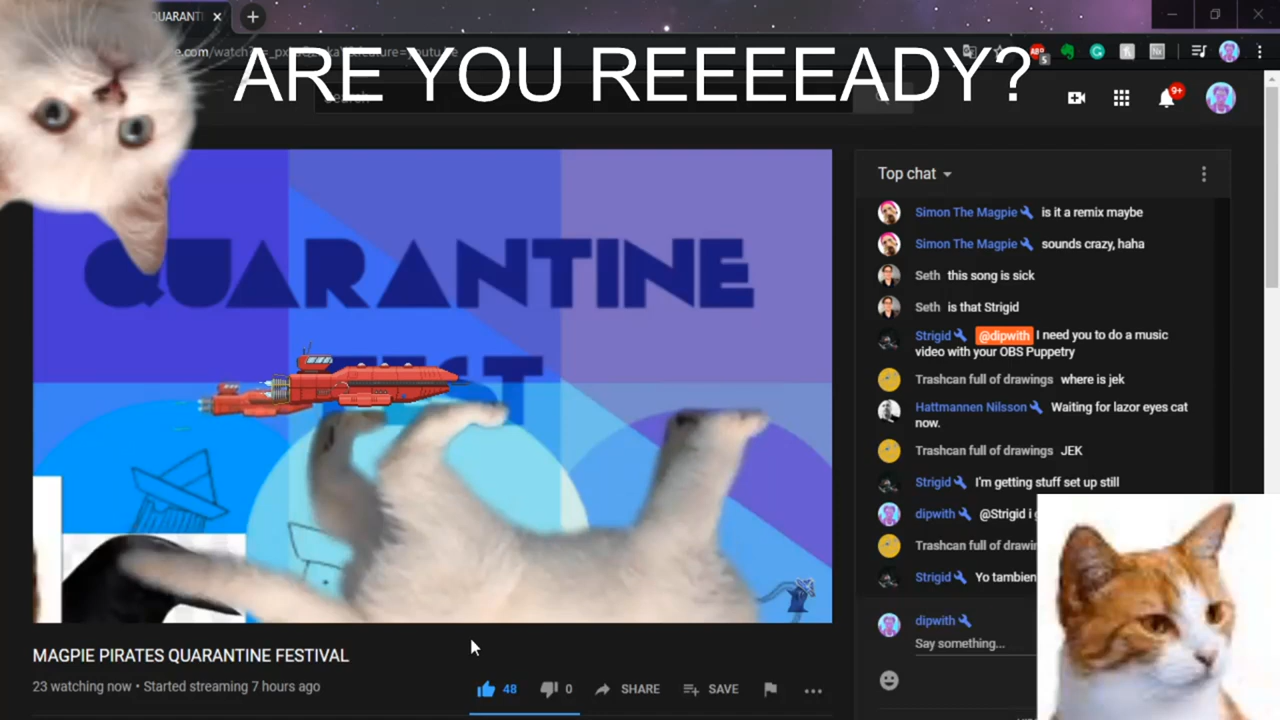 QUARANTI
ARE YOU REEEEADY?
9+
5
QUARANTINE
Top chat
Simon The Magpie is it a remix maybe
Simon The Magpie sounds crazy, haha
Seth this song is sick
Seth is that Strigid
Strigid @dipwith I need you to do a music
video with your OBS Puppetry
Trashcan full of drawings where is jek
Hattmannen Nilsson Waiting for lazor eyes cat
now.
Trashcan full of drawings JEK
Strigid I'm getting stuff set up still
dipwith @Strigid i
Trashcan full of drawin
Strigid Yo tambien
dipwith
Say something...
MAGPIE PIRATES QUARANTINE FESTIVAL
23 watching now • Started streaming 7 hours ago
48 0 SHARE SAVE